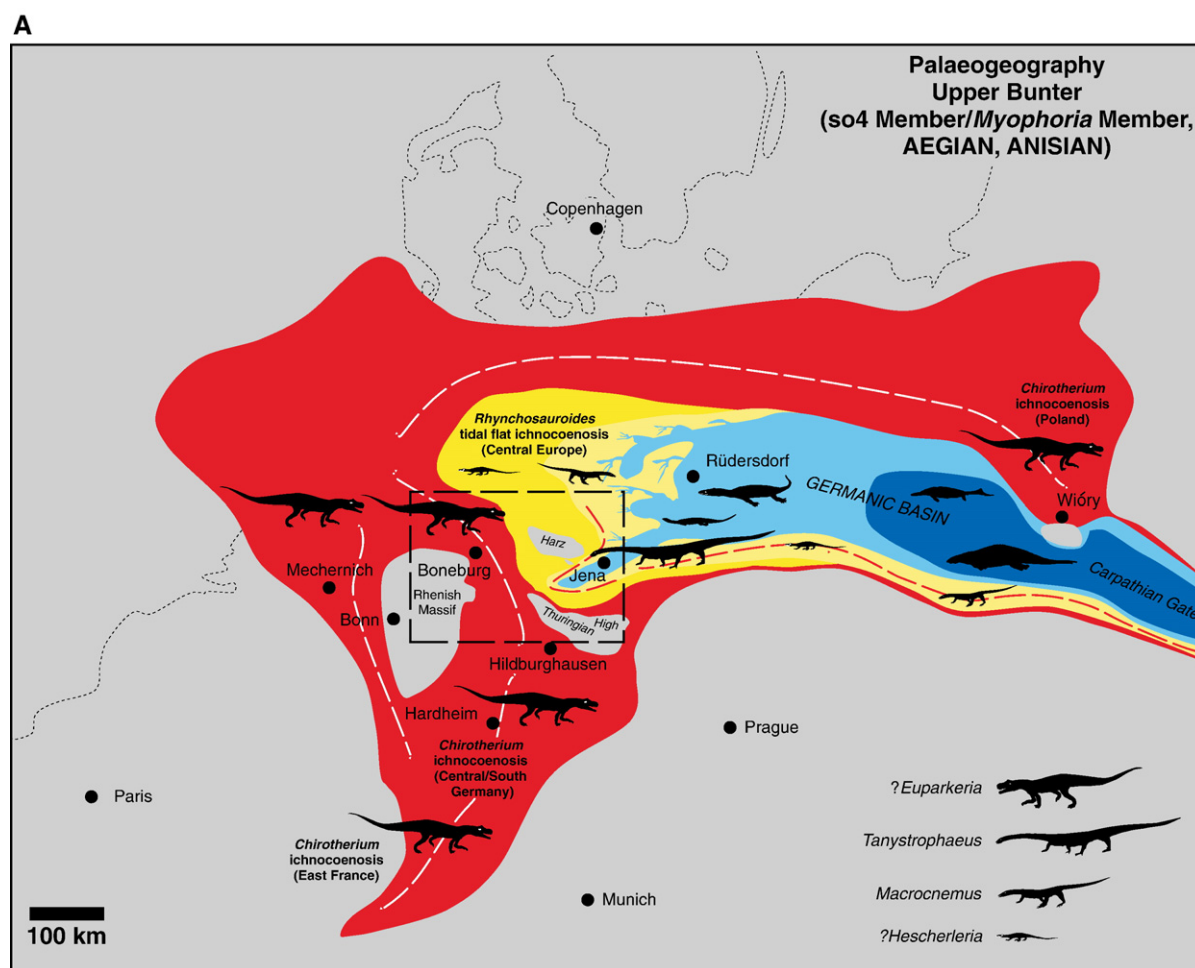 A
Palaeogeography
Upper Bunter
(so4 Member/Myophoria Member,
AEGIAN, ANISIAN)
Copenhagen
Chirotherium
ichnocoenosis
(Poland)
Rhynchosauroides
tidal flat ichnocoenosis
(Central Europe)
Rüdersdorf
GERMANIC BASIN
Wióry
Harz
Boneburg
Jena
Mechernich
Rhenish
Massif
Carpathian Gate
Bonn
Thuringian High
Hildburghausen
Hardheim
Prague
Chirotherium
ichnocoenosis
(Central/South
Germany)
Paris
?Euparkeria
Tanystrophaeus
Chirotherium
ichnocoenosis
(East France)
Macrocnemus
Munich
?Hescherleria
100 km